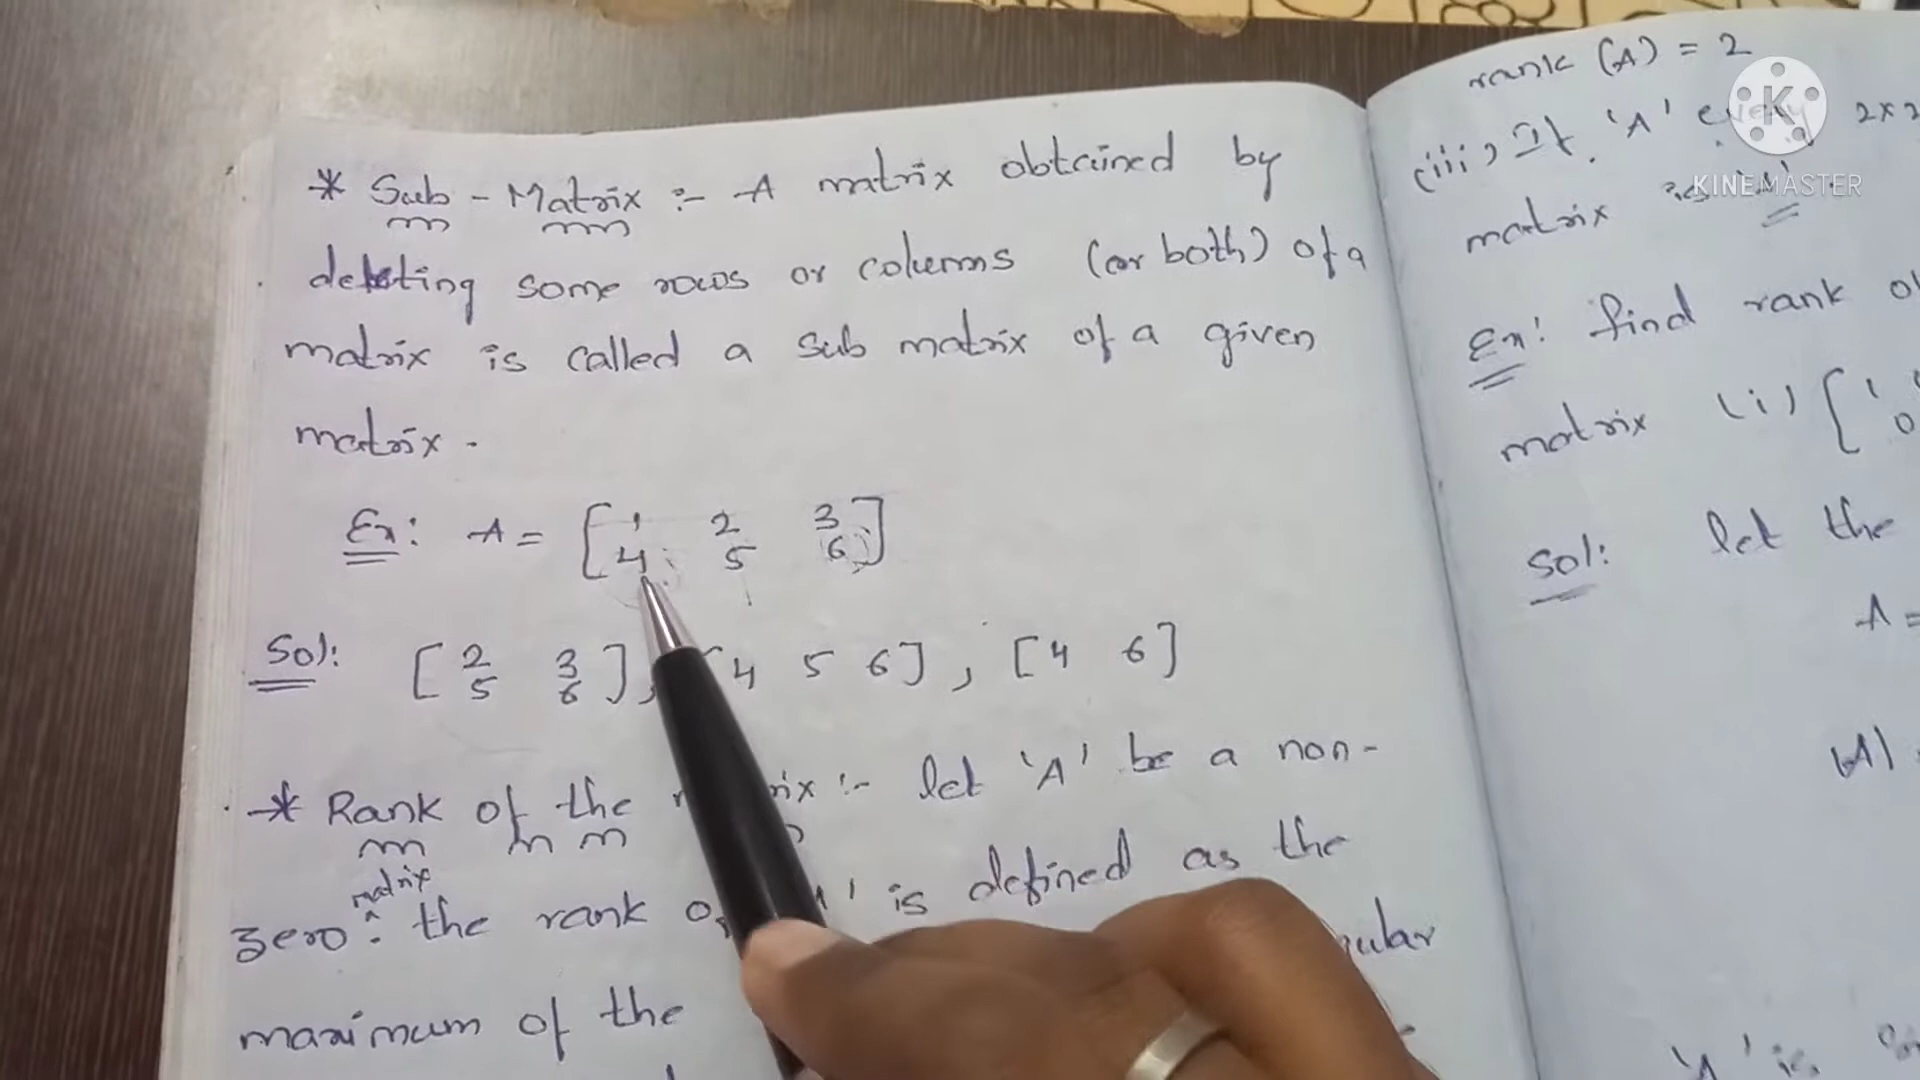 * Sub - Matrix :- A matrix obtained by
deleting some rows or columns (or both) of a
matrix is called a sub matrix of a given
matrix.
Ex: A = [ 1 2 3
4 5 6 ]
Sol: [ 2 3
5 6 ], 4 5 6 ], [ 4 6 ]
* Rank of the :- let 'A' be a non-
matrix
zero : the rank is defined as the
maximum of the
rank (A) = 2
(iii) If 'A' every 2x2
matrix is
Ex: find rank
matrix (i) [ 1
0
Sol: let the
A =
|A|
'A' is
K
KINEMASTER